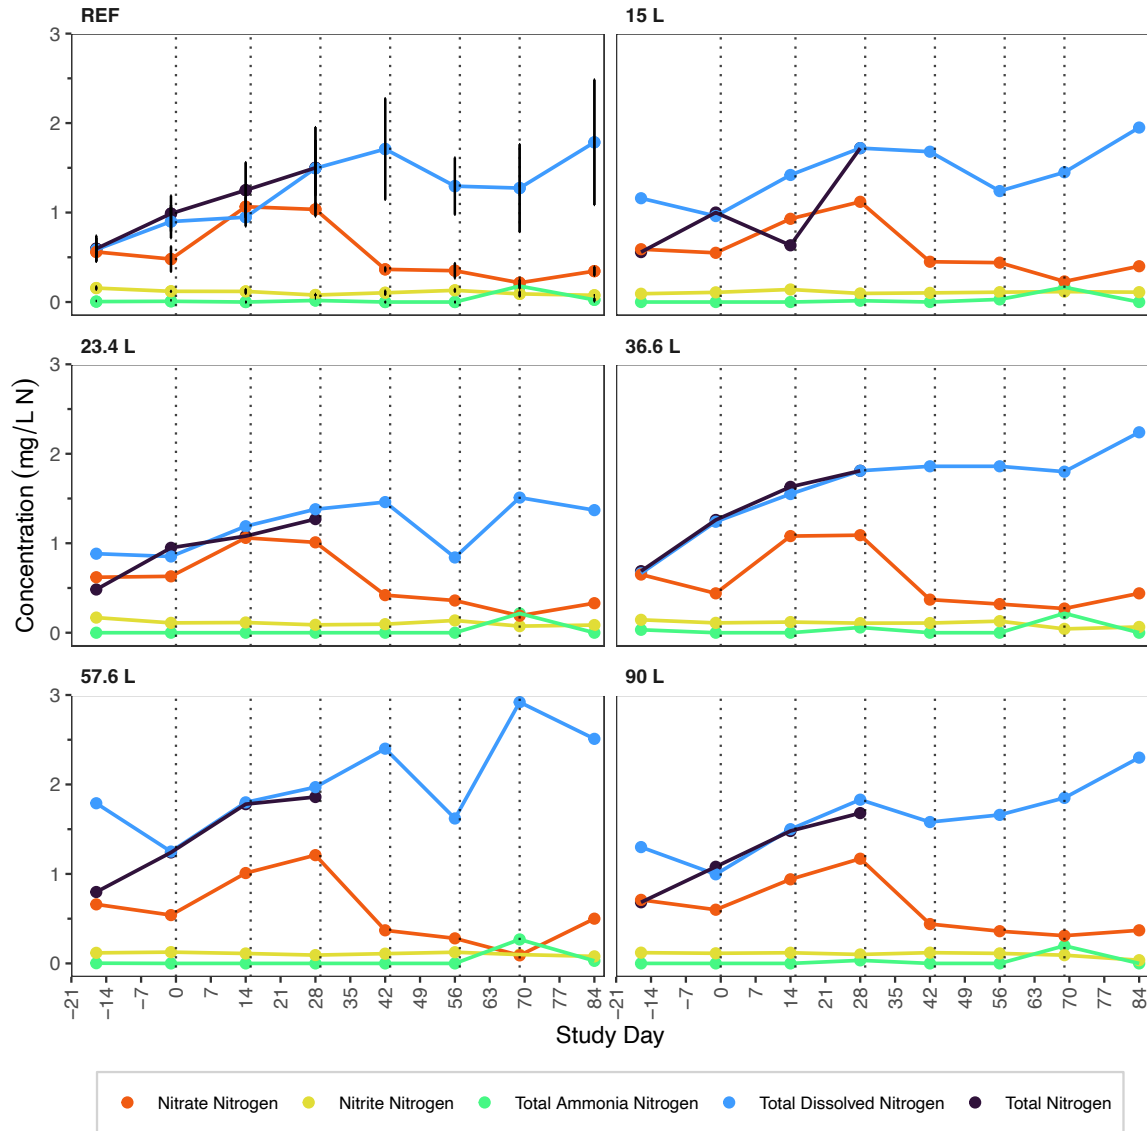 REF
15 L
3
2
1
0
23.4 L
36.6 L
3
2
1
0
Concentration (mg/L N)
57.6 L
90 L
3
2
1
0
−21 −14 −7 0 7 14 21 28 35 42 49 56 63 70 77 84
−21 −14 −7 0 7 14 21 28 35 42 49 56 63 70 77 84
Study Day
Nitrate Nitrogen Nitrite Nitrogen Total Ammonia Nitrogen Total Dissolved Nitrogen Total Nitrogen